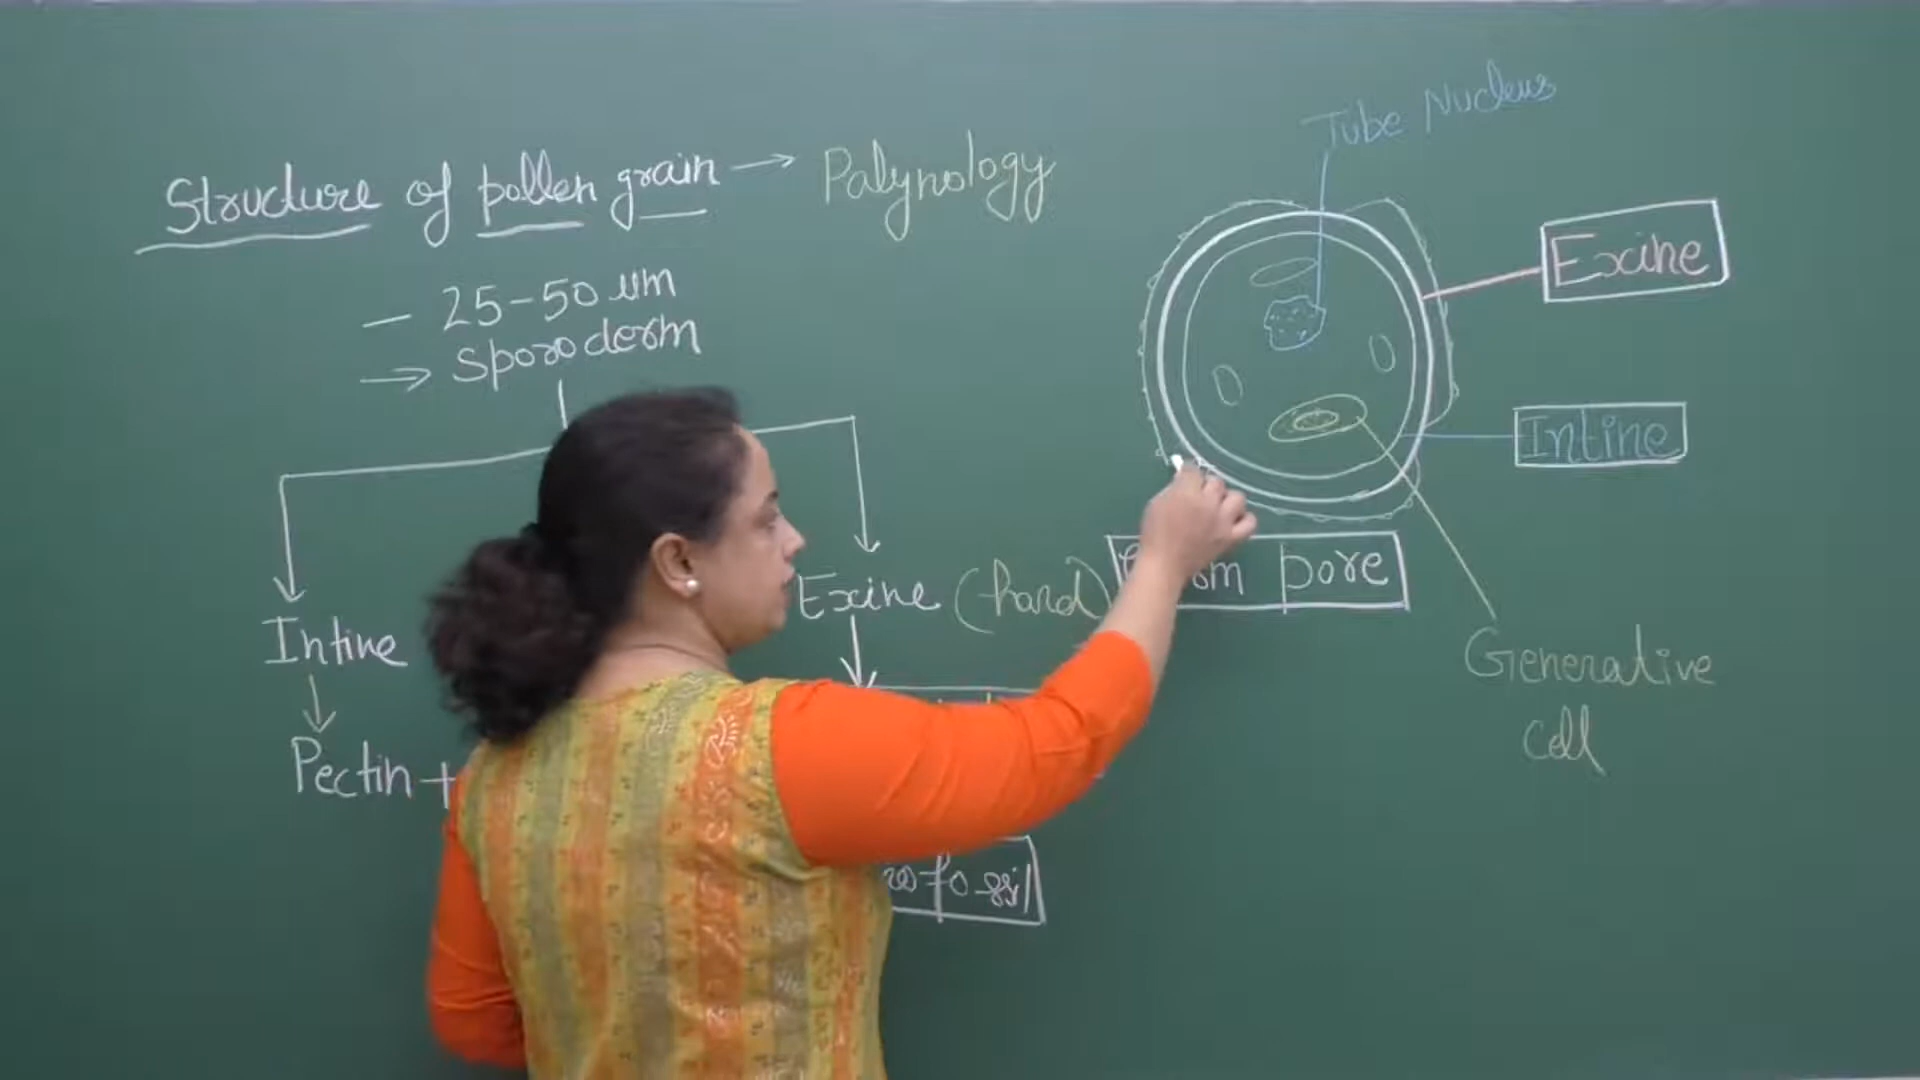 Tube Nucleus
Structure of pollen grain → Palynology
- 25-50 um
→ Sporoderm
Exine
Intine
Exine (hard)
pore
Intine
Generative
Cell
Pectin +